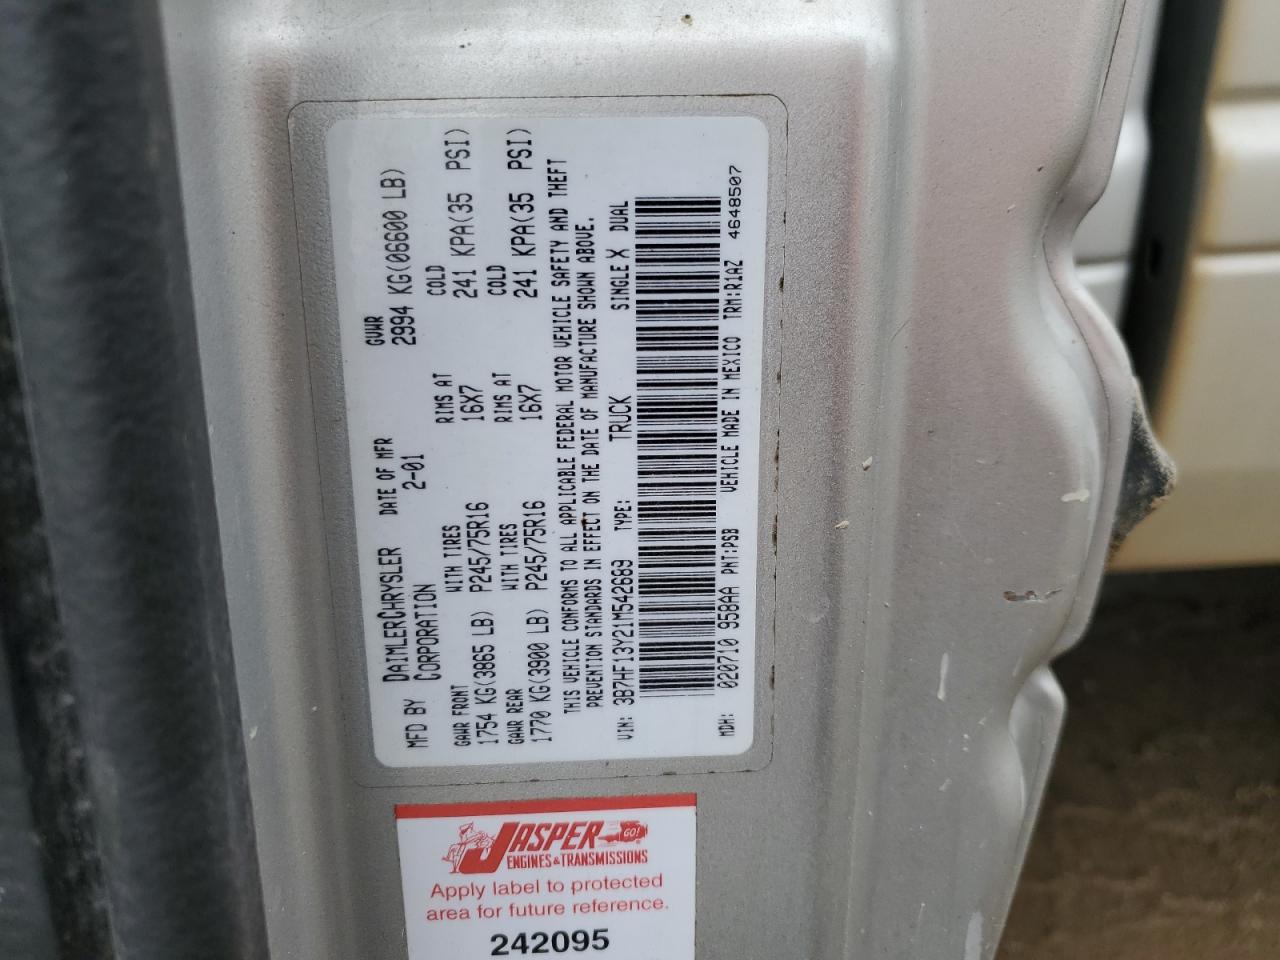 MFD BY DAIMLERCHRYSLER CORPORATION DATE OF MFR 2-01 GVWR 2994 KG(06600 LB)
GAWR FRONT WITH TIRES RIMS AT COLD
1754 KG(3865 LB) P245/75R16 16X7 241 KPA(35 PSI)
GAWR REAR WITH TIRES RIMS AT COLD
1770 KG(3900 LB) P245/75R16 16X7 241 KPA(35 PSI)
THIS VEHICLE CONFORMS TO ALL APPLICABLE FEDERAL MOTOR VEHICLE SAFETY AND THEFT
PREVENTION STANDARDS IN EFFECT ON THE DATE OF MANUFACTURE SHOWN ABOVE.
VIN: 3B7HF13Y21M542689 TYPE: TRUCK SINGLE X DUAL
MDH: 020710 958AA PNT:PSB VEHICLE MADE IN MEXICO TRM:R1AZ 4648507
JASPER GO!
ENGINES & TRANSMISSIONS
Apply label to protected
area for future reference.
242095